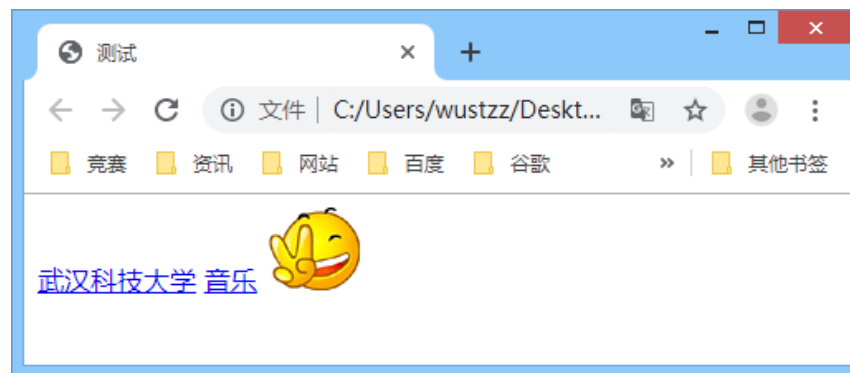 测试
文件 C:/Users/wustzz/Deskt...
竞赛 资讯 网站 百度 谷歌 » 其他书签
武汉科技大学 音乐